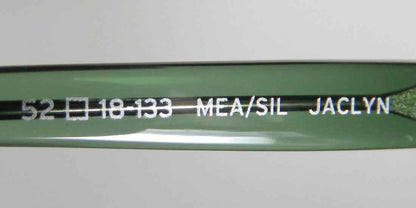 52 □ 18-133 MEA/SIL JACLYN